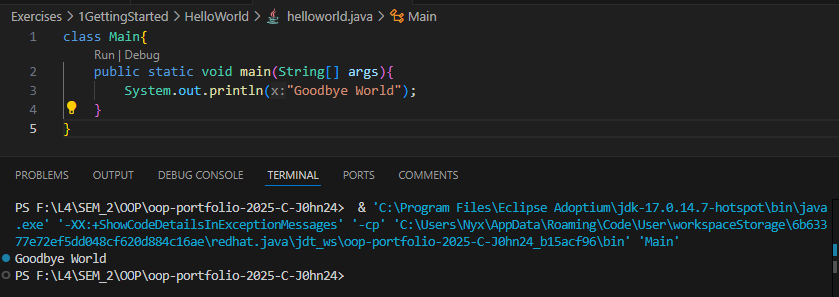 Exercises > 1GettingStarted > HelloWorld > helloworld.java > Main
1 class Main{
Run | Debug
2 public static void main(String[] args){
3 System.out.println(x:"Goodbye World");
4 }
5 }
PROBLEMS OUTPUT DEBUG CONSOLE TERMINAL PORTS COMMENTS
PS F:\L4\SEM_2\OOP\oop-portfolio-2025-C-J0hn24> & 'C:\Program Files\Eclipse Adoptium\jdk-17.0.14.7-hotspot\bin\java
.exe' '-XX:+ShowCodeDetailsInExceptionMessages' '-cp' 'C:\Users\Nyx\AppData\Roaming\Code\User\workspaceStorage\6b633
77e72ef5dd048cf620d884c16ae\redhat.java\jdt_ws\oop-portfolio-2025-C-J0hn24_b15acf96\bin' 'Main'
Goodbye World
PS F:\L4\SEM_2\OOP\oop-portfolio-2025-C-J0hn24>